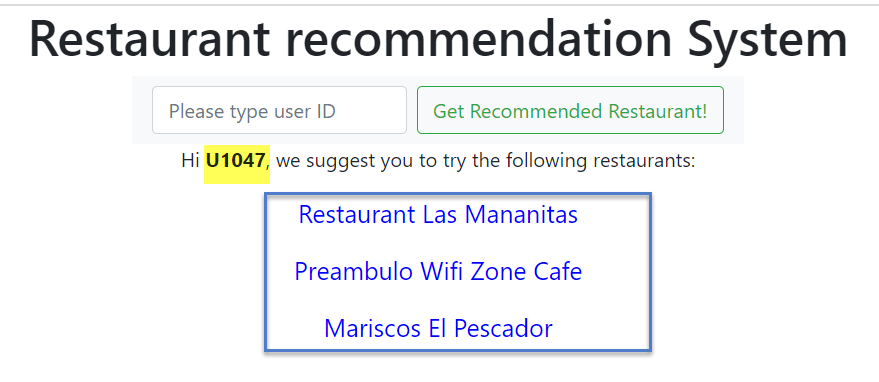 Restaurant recommendation System
Please type user ID Get Recommended Restaurant!
Hi U1047, we suggest you to try the following restaurants:
Restaurant Las Mananitas
Preambulo Wifi Zone Cafe
Mariscos El Pescador